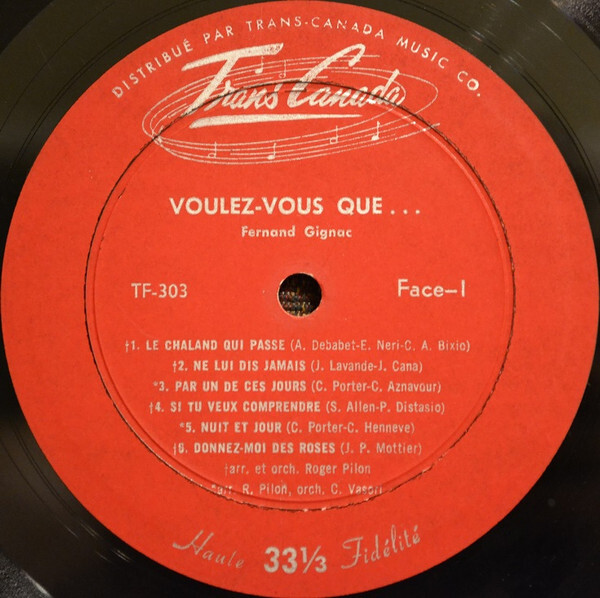 DISTRIBUÉ PAR TRANS-CANADA MUSIC CO.
Trans Canada
VOULEZ-VOUS QUE...
Fernand Gignac
TF-303
Face-I
†1. LE CHALAND QUI PASSE (A. Debabet-E. Neri-C. A. Bixio)
†2. NE LUI DIS JAMAIS (J. Lavande-J. Cana)
*3. PAR UN DE CES JOURS (C. Porter-C. Aznavour)
†4. SI TU VEUX COMPRENDRE (S. Allen-P. Distasio)
*5. NUIT ET JOUR (C. Porter-C. Henneve)
†6. DONNEZ-MOI DES ROSES (J. P. Mottier)
†arr. et orch. Roger Pilon
*arr. R. Pilon, orch. C. Vasori
Haute 33⅓ Fidélité